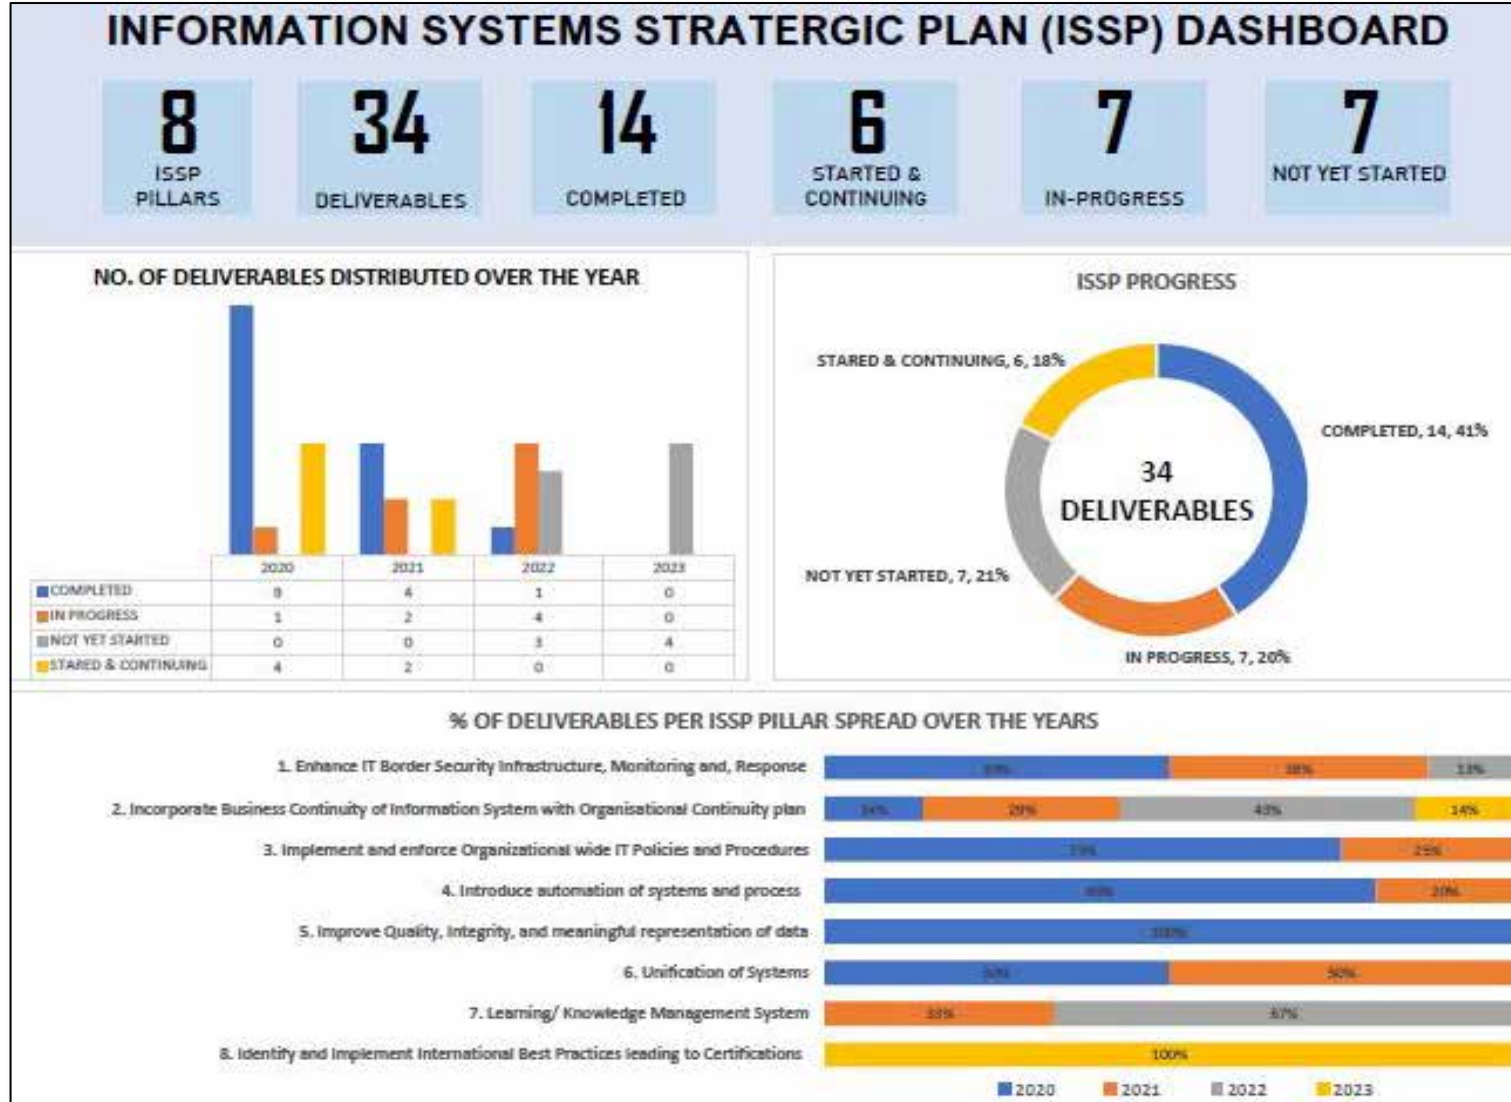 INFORMATION SYSTEMS STRATERGIC PLAN (ISSP) DASHBOARD
8
ISSP
PILLARS
34
DELIVERABLES
14
COMPLETED
6
STARTED &
CONTINUING
7
IN-PROGRESS
7
NOT YET STARTED
NO. OF DELIVERABLES DISTRIBUTED OVER THE YEAR
2020 2021 2022 2023
COMPLETED 9 4 1 0
IN PROGRESS 1 2 4 0
NOT YET STARTED 0 0 3 4
STARED & CONTINUING 4 2 0 0
ISSP PROGRESS
STARED & CONTINUING, 6, 18%
COMPLETED, 14, 41%
34
DELIVERABLES
NOT YET STARTED, 7, 21%
IN PROGRESS, 7, 20%
% OF DELIVERABLES PER ISSP PILLAR SPREAD OVER THE YEARS
1. Enhance IT Border Security Infrastructure, Monitoring and, Response 38% 13%
2. Incorporate Business Continuity of Information System with Organisational Continuity plan 14% 29% 43% 14%
3. Implement and enforce Organizational wide IT Policies and Procedures 75% 25%
4. Introduce automation of systems and process 20%
5. Improve Quality, Integrity, and meaningful representation of data 100%
6. Unification of Systems 50% 50%
7. Learning/ Knowledge Management System 33% 67%
8. Identify and Implement International Best Practices leading to Certifications 100%
2020 2021 2022 2023